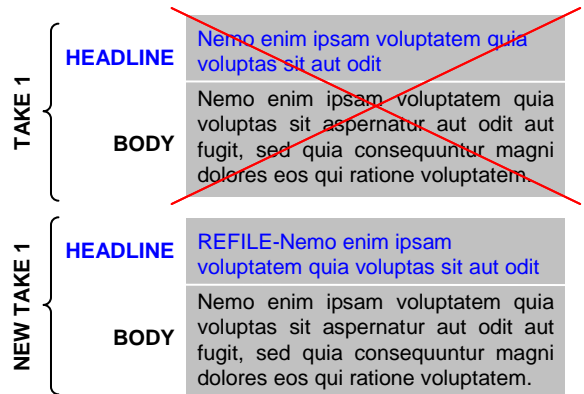 TAKE 1
HEADLINE
Nemo enim ipsam voluptatem quia
voluptas sit aut odit
BODY
Nemo enim ipsam voluptatem quia
voluptas sit aspernatur aut odit aut
fugit, sed quia consequuntur magni
dolores eos qui ratione voluptatem.
NEW TAKE 1
HEADLINE
REFILE-Nemo enim ipsam
voluptatem quia voluptas sit aut odit
BODY
Nemo enim ipsam voluptatem quia
voluptas sit aspernatur aut odit aut
fugit, sed quia consequuntur magni
dolores eos qui ratione voluptatem.